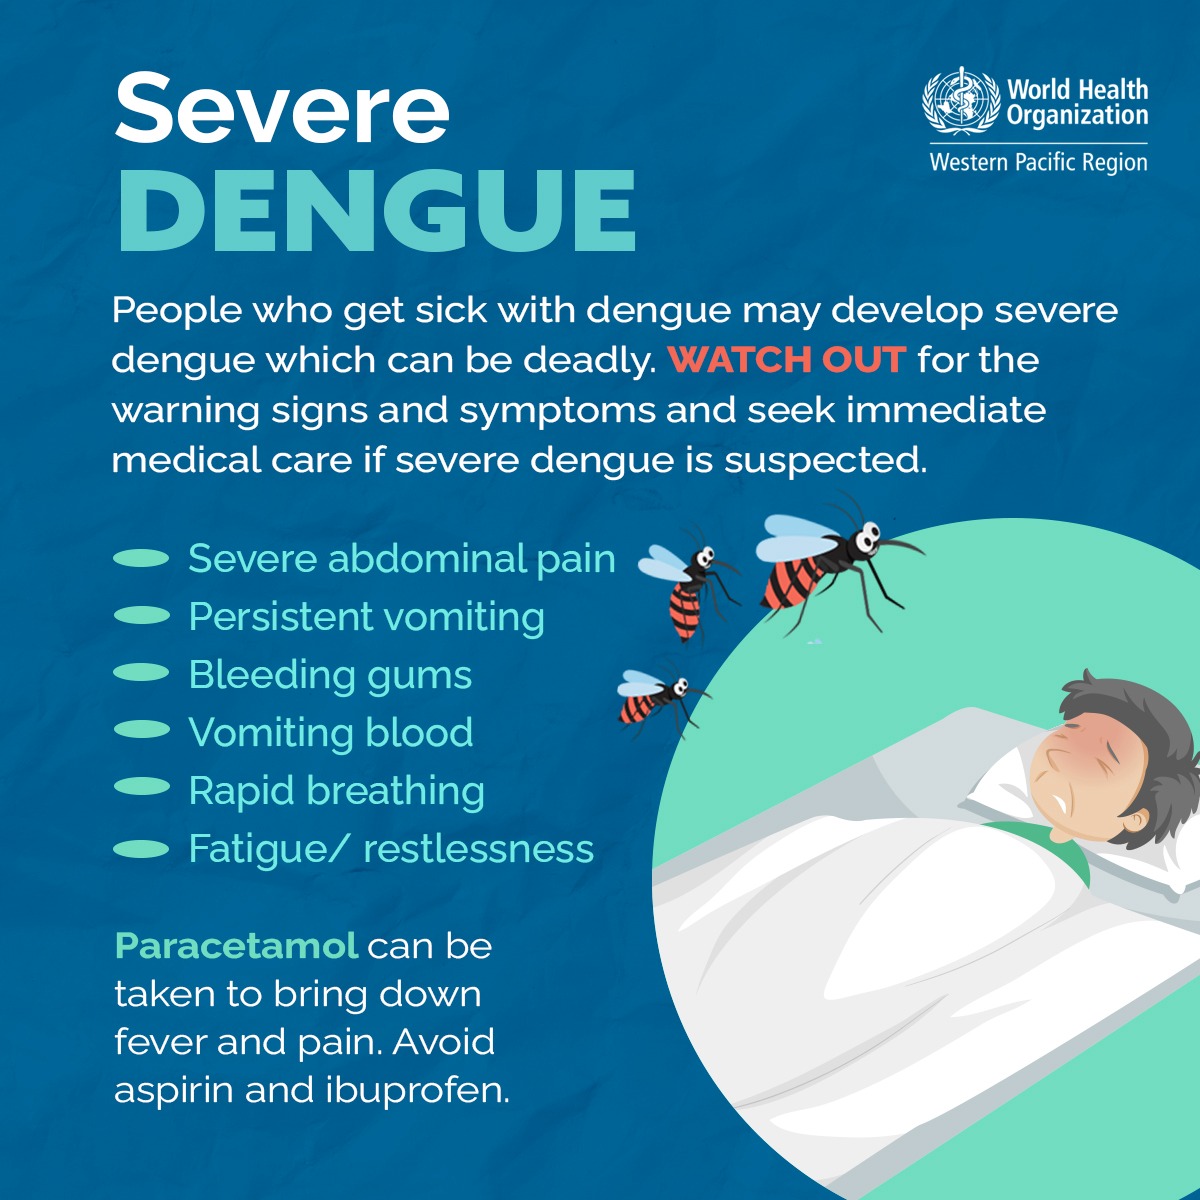 Severe
DENGUE
World Health
Organization
Western Pacific Region
People who get sick with dengue may develop severe
dengue which can be deadly. WATCH OUT for the
warning signs and symptoms and seek immediate
medical care if severe dengue is suspected.
Severe abdominal pain
Persistent vomiting
Bleeding gums
Vomiting blood
Rapid breathing
Fatigue/ restlessness
Paracetamol can be
taken to bring down
fever and pain. Avoid
aspirin and ibuprofen.